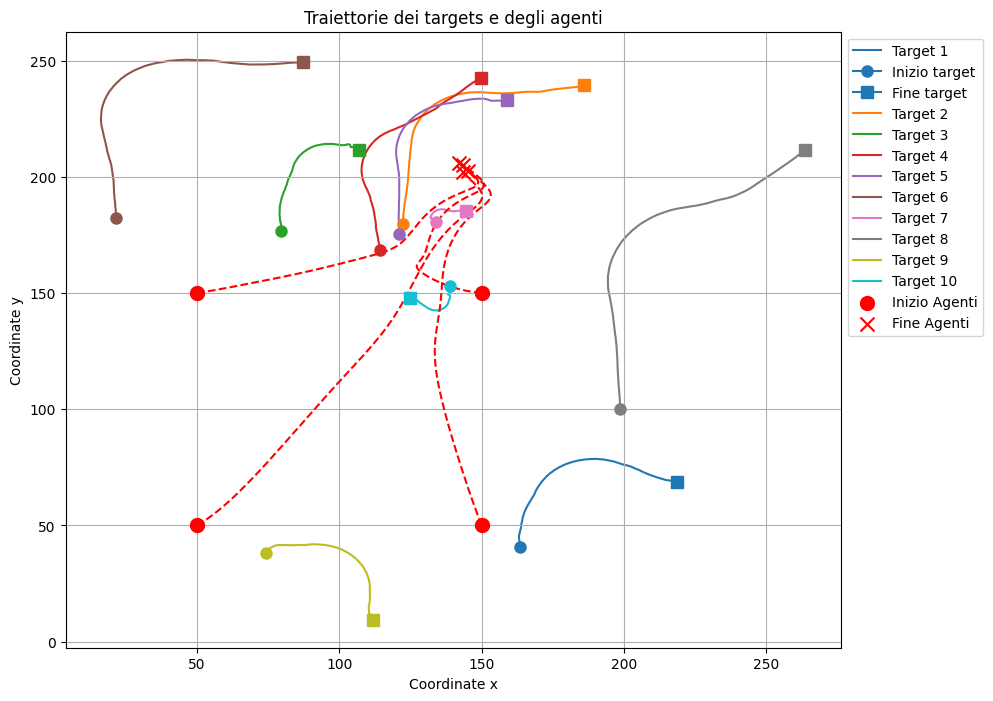 Traiettorie dei targets e degli agenti
250
200
150
100
50
0
Coordinate y
50
100
150
200
250
Coordinate x
Target 1
Inizio target
Fine target
Target 2
Target 3
Target 4
Target 5
Target 6
Target 7
Target 8
Target 9
Target 10
Inizio Agenti
Fine Agenti